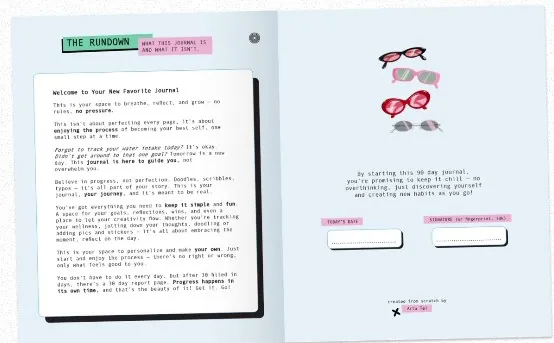 THE RUNDOWN
WHAT THIS JOURNAL IS
AND WHAT IT ISN'T.
Welcome to Your New Favorite Journal
This is your space to breathe, reflect, and grow — no
rules, no pressure.
This isn't about perfecting every page, it's about
enjoying the process of becoming your best self, one
small step at a time.
Forgot to track your water intake today? It's okay
Didn't get around to that one goal? Tomorrow is a new
day. This journal is here to guide you, not
overwhelm you.
Believe in progress, not perfection. Doodles, scribbles,
typos — it's all part of your story. This is your
journal, your journey, and it's meant to be real.
You've got everything you need to keep it simple and fun.
A space for your goals, reflections, wins, and even a
place to let your creativity flow. Whether you're tracking
your wellness, jotting down your thoughts, doodling or
adding pics and stickers — it's all about embracing the
moment, reflect on the day.
This is your space to personalize and make your own. Just
start and enjoy the process — there's no right or wrong,
only what feels good to you.
You don't have to do it every day, but after 30 filled in
days, there's a 30 day report page. Progress happens in
its own time, and that's the beauty of it! Got it. Go!
By starting this 90 day journal,
you're promising to keep it chill — no
overthinking, just discovering yourself
and creating new habits as you go!
TODAY'S DATE
SIGNATURE (or fingerprint, idk)
created from scratch by